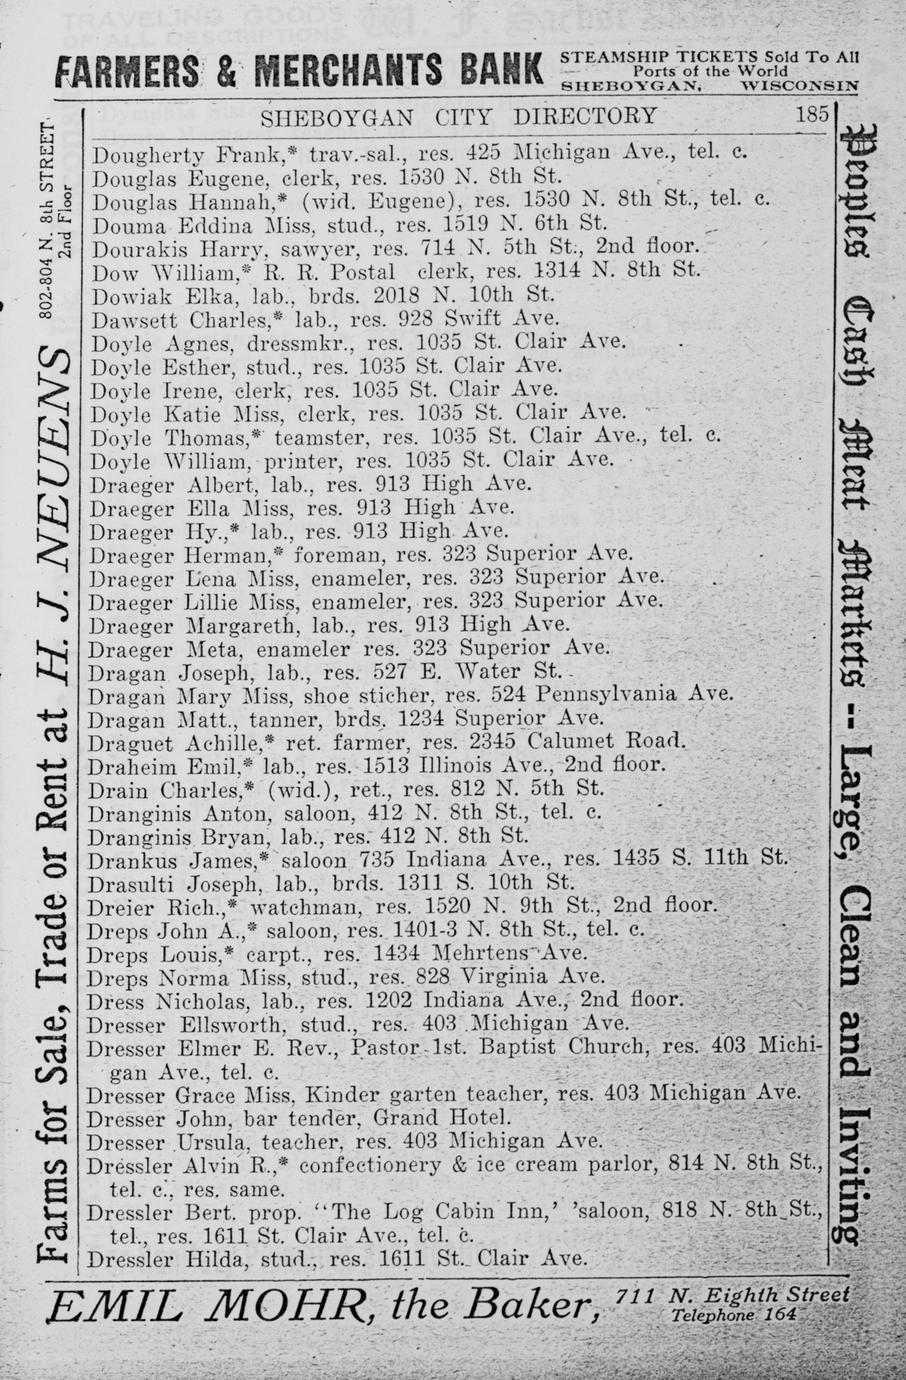 FARMERS & MERCHANTS BANK
STEAMSHIP TICKETS Sold To All
Ports of the World
SHEBOYGAN, WISCONSIN
SHEBOYGAN CITY DIRECTORY 185
Dougherty Frank,* trav.-sal., res. 425 Michigan Ave., tel. c.
Douglas Eugene, clerk, res. 1530 N. 8th St.
Douglas Hannah,* (wid. Eugene), res. 1530 N. 8th St., tel. c.
Douma Eddina Miss, stud., res. 1519 N. 6th St.
Dourakis Harry, sawyer, res. 714 N. 5th St., 2nd floor.
Dow William,* R. R. Postal clerk, res. 1314 N. 8th St.
Dowiak Elka, lab., brds. 2018 N. 10th St.
Dawsett Charles,* lab., res. 928 Swift Ave.
Doyle Agnes, dressmkr., res. 1035 St. Clair Ave.
Doyle Esther, stud., res. 1035 St. Clair Ave.
Doyle Irene, clerk, res. 1035 St. Clair Ave.
Doyle Katie Miss, clerk, res. 1035 St. Clair Ave.
Doyle Thomas,* teamster, res. 1035 St. Clair Ave., tel. c.
Doyle William, printer, res. 1035 St. Clair Ave.
Draeger Albert, lab., res. 913 High Ave.
Draeger Ella Miss, res. 913 High Ave.
Draeger Hy.,* lab., res. 913 High Ave.
Draeger Herman,* foreman, res. 323 Superior Ave.
Draeger Lena Miss, enameler, res. 323 Superior Ave.
Draeger Lillie Miss, enameler, res. 323 Superior Ave.
Draeger Margareth, lab., res. 913 High Ave.
Draeger Meta, enameler res. 323 Superior Ave.
Dragan Joseph, lab., res. 527 E. Water St.
Dragan Mary Miss, shoe sticher, res. 524 Pennsylvania Ave.
Dragan Matt., tanner, brds. 1234 Superior Ave.
Draguet Achille,* ret. farmer, res. 2345 Calumet Road.
Draheim Emil,* lab., res. 1513 Illinois Ave., 2nd floor.
Drain Charles,* (wid.), ret., res. 812 N. 5th St.
Dranginis Anton, saloon, 412 N. 8th St., tel. c.
Dranginis Bryan, lab., res. 412 N. 8th St.
Drankus James,* saloon 735 Indiana Ave., res. 1435 S. 11th St.
Drasulti Joseph, lab., brds. 1311 S. 10th St.
Dreier Rich.,* watchman, res. 1520 N. 9th St., 2nd floor.
Dreps John A.,* saloon, res. 1401-3 N. 8th St., tel. c.
Dreps Louis,* carpt., res. 1434 Mehrtens Ave.
Dreps Norma Miss, stud., res. 828 Virginia Ave.
Dress Nicholas, lab., res. 1202 Indiana Ave., 2nd floor.
Dresser Ellsworth, stud., res. 403 Michigan Ave.
Dresser Elmer E. Rev., Pastor 1st. Baptist Church, res. 403 Michi-
gan Ave., tel. c.
Dresser Grace Miss, Kinder garten teacher, res. 403 Michigan Ave.
Dresser John, bar tender, Grand Hotel.
Dresser Ursula, teacher, res. 403 Michigan Ave.
Dressler Alvin R.,* confectionery & ice cream parlor, 814 N. 8th St.,
tel. c., res. same.
Dressler Bert. prop. "The Log Cabin Inn,' 'saloon, 818 N. 8th St.,
tel., res. 1611 St. Clair Ave., tel. c.
Dressler Hilda, stud., res. 1611 St. Clair Ave.
Farms for Sale, Trade or Rent at H. J. NEUENS 802-804 N. 8th STREET
2nd Floor
Peoples Cash Meat Markets -- Large, Clean and Inviting
EMIL MOHR, the Baker, 711 N. Eighth Street
Telephone 164